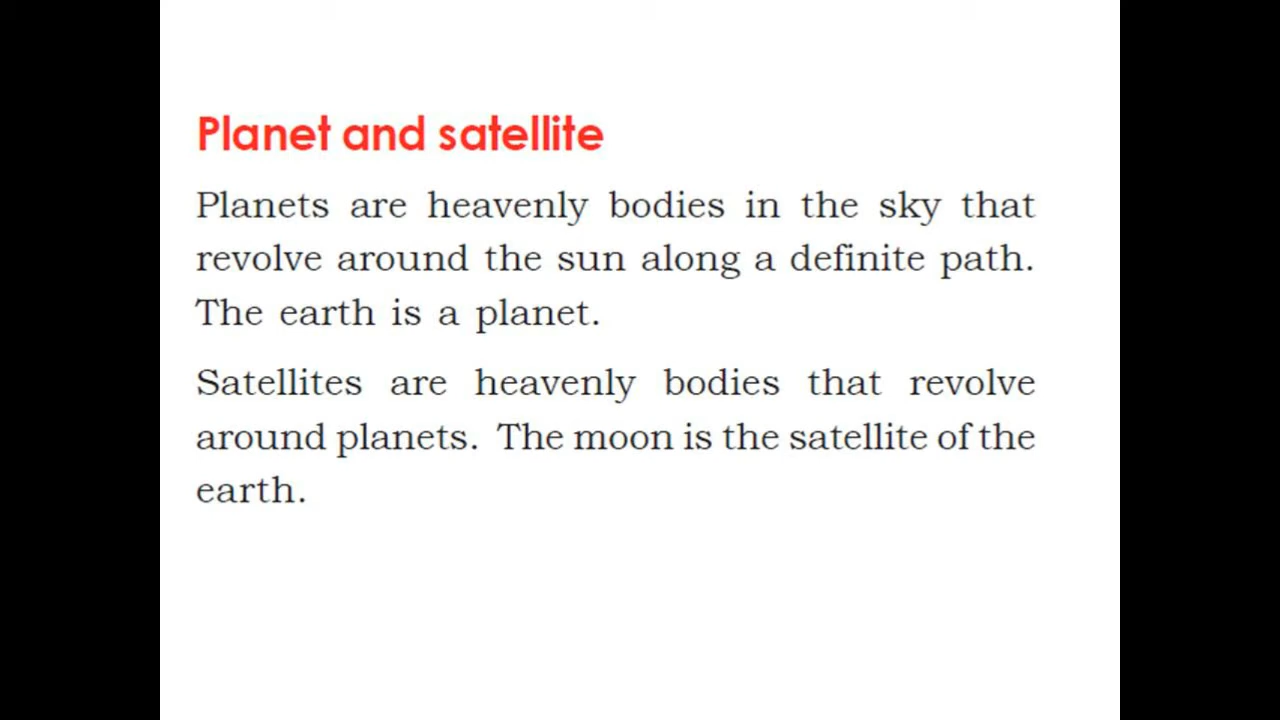 Planet and satellite
Planets are heavenly bodies in the sky that
revolve around the sun along a definite path.
The earth is a planet.
Satellites are heavenly bodies that revolve
around planets. The moon is the satellite of the
earth.